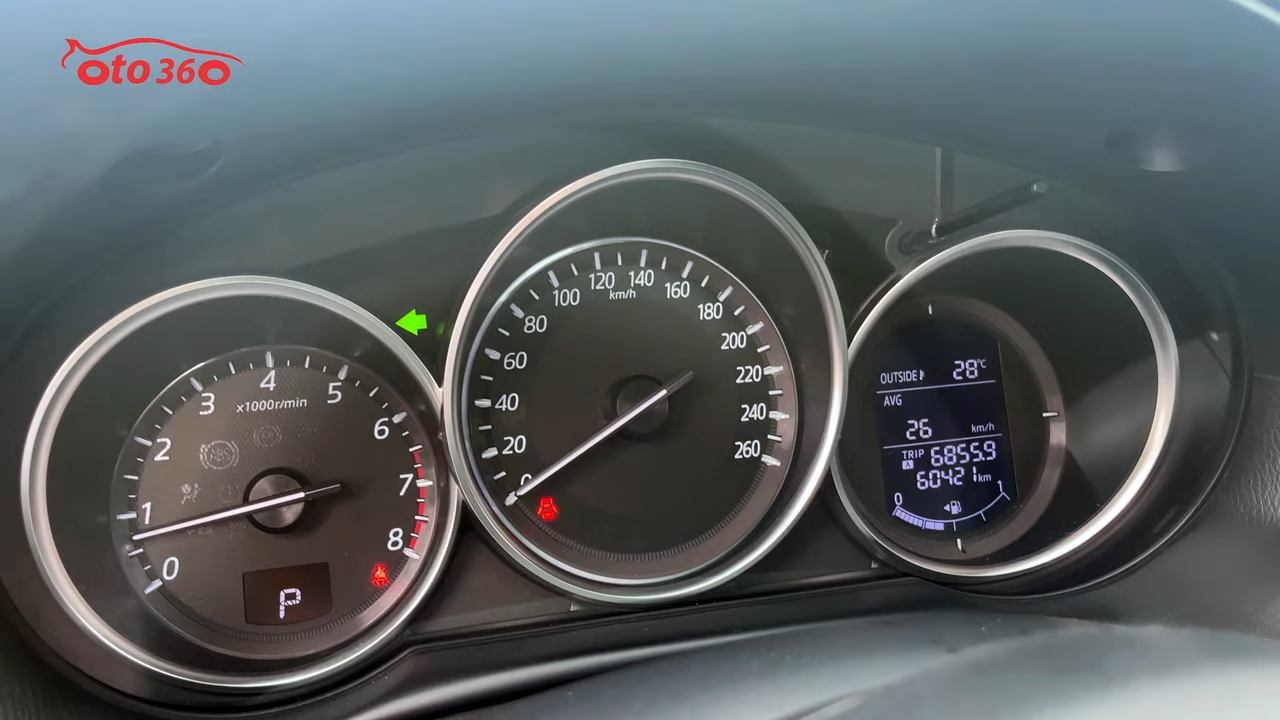 oto 360
0 1 2 3 4 5 6 7 8
x1000r/min
ABS
P
0 20 40 60 80 100 120 140 160 180 200 220 240 260
km/h
OUTSIDE 28°C
AVG
26 km/h
TRIP A 6855.9
60421 km
0 1